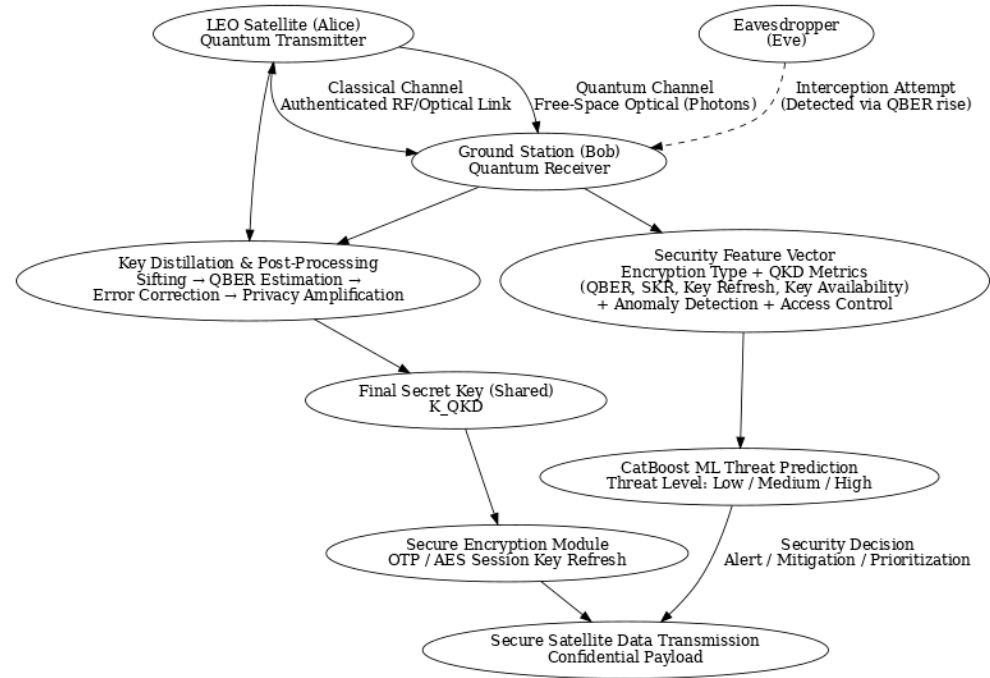 LEO Satellite (Alice)
Quantum Transmitter
Eavesdropper
(Eve)
Classical Channel
Authenticated RF/Optical Link
Quantum Channel
Free-Space Optical (Photons)
Interception Attempt
(Detected via QBER rise)
Ground Station (Bob)
Quantum Receiver
Key Distillation & Post-Processing
Sifting → QBER Estimation →
Error Correction → Privacy Amplification
Security Feature Vector
Encryption Type + QKD Metrics
(QBER, SKR, Key Refresh, Key Availability)
+ Anomaly Detection + Access Control
Final Secret Key (Shared)
K_QKD
CatBoost ML Threat Prediction
Threat Level: Low / Medium / High
Secure Encryption Module
OTP / AES Session Key Refresh
Security Decision
Alert / Mitigation / Prioritization
Secure Satellite Data Transmission
Confidential Payload